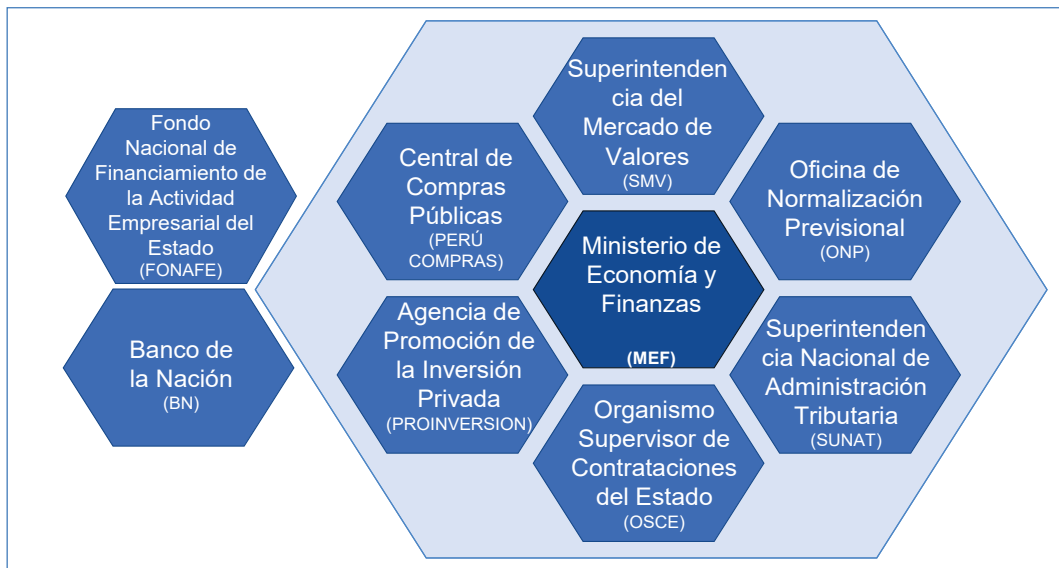 Fondo
Nacional de
Financiamiento de
la Actividad
Empresarial del
Estado
(FONAFE)
Banco de
la Nación
(BN)
Superintenden
cia del
Mercado de
Valores
(SMV)
Central de
Compras
Públicas
(PERÚ
COMPRAS)
Oficina de
Normalización
Previsional
(ONP)
Ministerio de
Economía y
Finanzas
(MEF)
Agencia de
Promoción de
la Inversión
Privada
(PROINVERSION)
Superintenden
cia Nacional de
Administración
Tributaria
(SUNAT)
Organismo
Supervisor de
Contrataciones
del Estado
(OSCE)